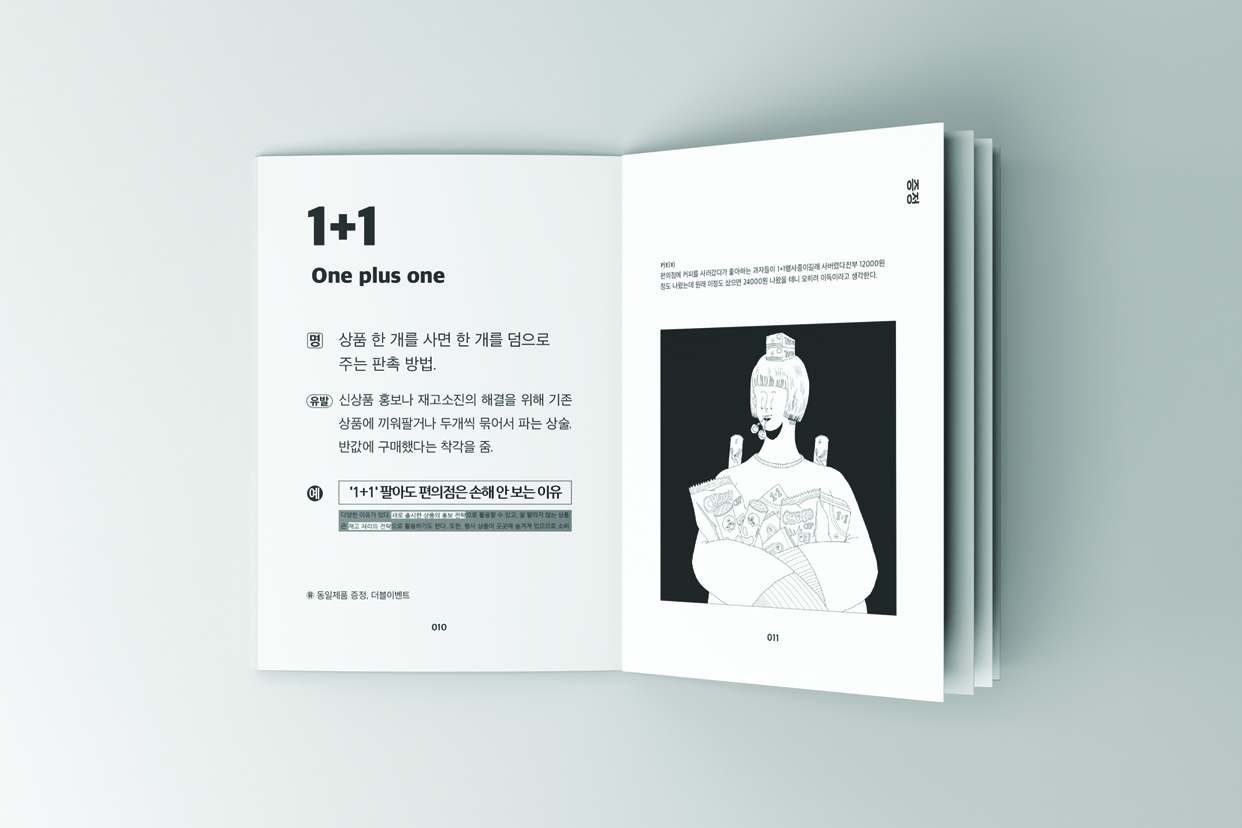 1+1
One plus one
명 상품 한 개를 사면 한 개를 덤으로
주는 판촉 방법.
유발 신상품 홍보나 재고소진의 해결을 위해 기존
상품에 끼워팔거나 두개씩 묶어서 파는 상술.
반값에 구매했다는 착각을 줌.
예 '1+1' 팔아도 편의점은 손해 안 보는 이유
다양한 이유가 있다. 새로 출시한 상품의 홍보 전략으로 활용할 수 있고, 잘 팔리지 않는 상품
은 재고 처리의 전략으로 활용하기도 한다. 또한, 행사 상품이 곳곳에 숨겨져 있으므로 소비
동일제품 증정, 더블이벤트
010
증정
편의점에 커피를 사러갔다가 좋아하는 과자들이 1+1행사중이길래 사버렸다.전부 12000원
정도 나왔는데 원래 이정도 샀으면 24000원 나왔을 테니 오히려 이득이라고 생각한다.
1+1
1+1
011